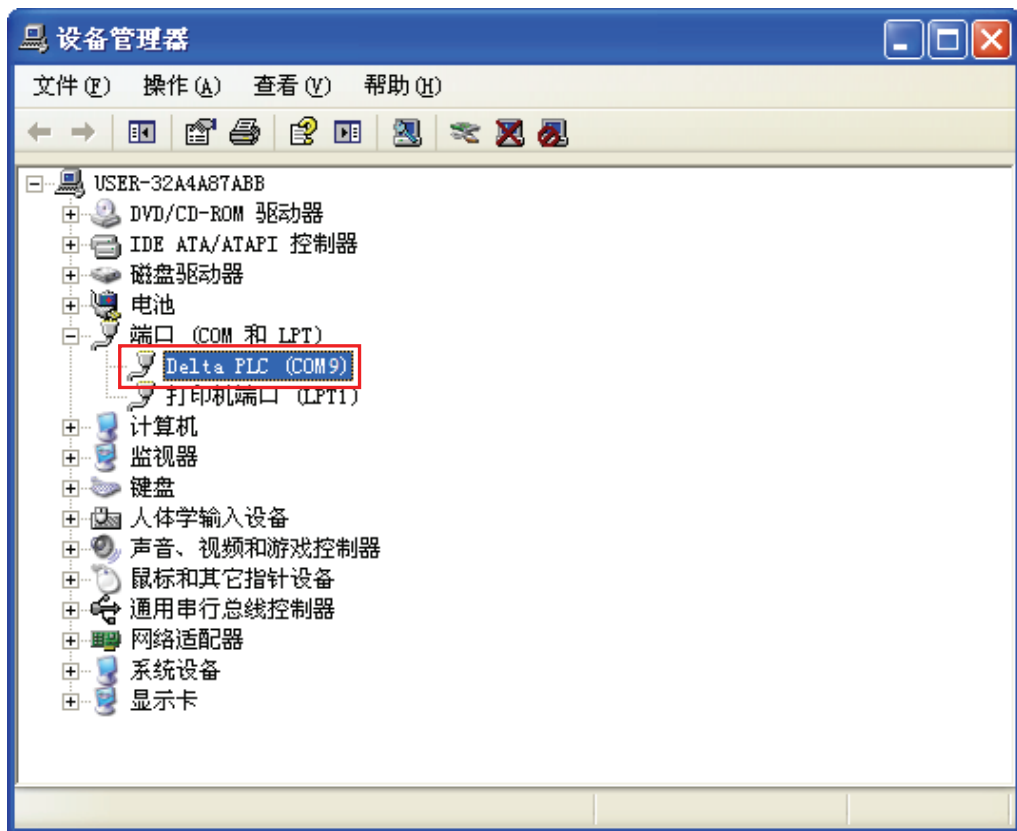 设备管理器
文件(F) 操作(A) 查看(V) 帮助(H)
USER-32A4A87ABB
DVD/CD-ROM 驱动器
IDE ATA/ATAPI 控制器
磁盘驱动器
电池
端口 (COM 和 LPT)
Delta PLC (COM9)
打印机端口 (LPT1)
计算机
监视器
键盘
人体学输入设备
声音、视频和游戏控制器
鼠标和其它指针设备
通用串行总线控制器
网络适配器
系统设备
显示卡